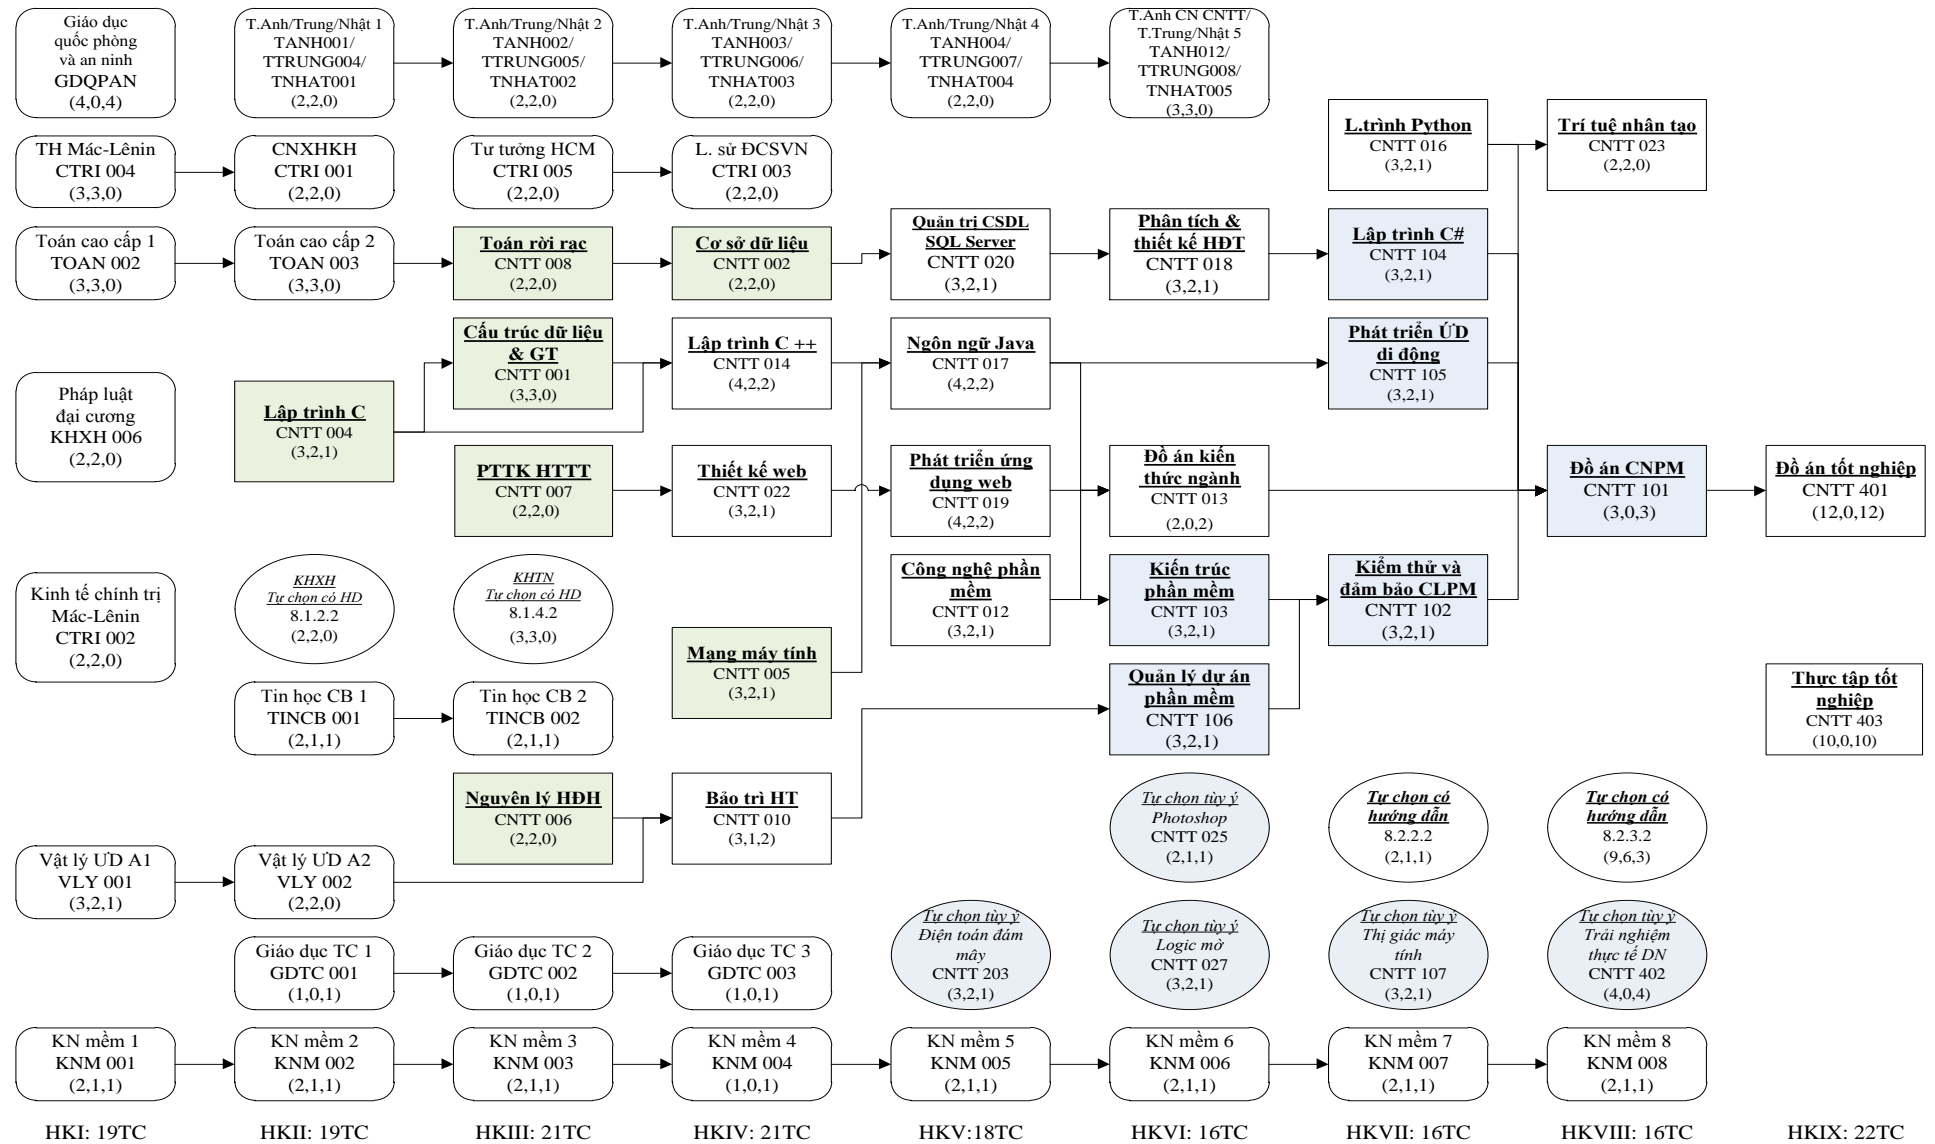 Giáo dục
quốc phòng
và an ninh
GDQPAN
(4,0,4)
T.Anh/Trung/Nhật 1
TANH001/
TTRUNG004/
TNHAT001
(2,2,0)
T.Anh/Trung/Nhật 2
TANH002/
TTRUNG005/
TNHAT002
(2,2,0)
T.Anh/Trung/Nhật 3
TANH003/
TTRUNG006/
TNHAT003
(2,2,0)
T.Anh/Trung/Nhật 4
TANH004/
TTRUNG007/
TNHAT004
(2,2,0)
T.Anh CN CNTT/
T.Trung/Nhật 5
TANH012/
TTRUNG008/
TNHAT005
(3,3,0)
TH Mác-Lênin
CTRI 004
(3,3,0)
CNXHKH
CTRI 001
(2,2,0)
Tư tưởng HCM
CTRI 005
(2,2,0)
L. sử ĐCSVN
CTRI 003
(2,2,0)
L.trình Python
CNTT 016
(3,2,1)
Trí tuệ nhân tạo
CNTT 023
(2,2,0)
Toán cao cấp 1
TOAN 002
(3,3,0)
Toán cao cấp 2
TOAN 003
(3,3,0)
Toán rời rạc
CNTT 008
(2,2,0)
Cơ sở dữ liệu
CNTT 002
(2,2,0)
Quản trị CSDL
SQL Server
CNTT 020
(3,2,1)
Phân tích &
thiết kế HĐT
CNTT 018
(3,2,1)
Lập trình C#
CNTT 104
(3,2,1)
Pháp luật
đại cương
KHXH 006
(2,2,0)
Lập trình C
CNTT 004
(3,2,1)
Cấu trúc dữ liệu
& GT
CNTT 001
(3,3,0)
Lập trình C ++
CNTT 014
(4,2,2)
Ngôn ngữ Java
CNTT 017
(4,2,2)
Phát triển ỨD
di động
CNTT 105
(3,2,1)
PTTK HTTT
CNTT 007
(2,2,0)
Thiết kế web
CNTT 022
(3,2,1)
Phát triển ứng
dụng web
CNTT 019
(4,2,2)
Đồ án kiến
thức ngành
CNTT 013
(2,0,2)
Đồ án CNPM
CNTT 101
(3,0,3)
Đồ án tốt nghiệp
CNTT 401
(12,0,12)
Kinh tế chính trị
Mác-Lênin
CTRI 002
(2,2,0)
KHXH
Tự chọn có HD
8.1.2.2
(2,2,0)
KHTN
Tự chọn có HD
8.1.4.2
(3,3,0)
Mạng máy tính
CNTT 005
(3,2,1)
Công nghệ phần
mềm
CNTT 012
(3,2,1)
Kiến trúc
phần mềm
CNTT 103
(3,2,1)
Kiểm thử và
đảm bảo CLPM
CNTT 102
(3,2,1)
Tin học CB 1
TINCB 001
(2,1,1)
Tin học CB 2
TINCB 002
(2,1,1)
Quản lý dự án
phần mềm
CNTT 106
(3,2,1)
Thực tập tốt
nghiệp
CNTT 403
(10,0,10)
Nguyên lý HĐH
CNTT 006
(2,2,0)
Bảo trì HT
CNTT 010
(3,1,2)
Tự chọn tùy ý
Photoshop
CNTT 025
(2,1,1)
Tự chọn có
hướng dẫn
8.2.2.2
(2,1,1)
Tự chọn có
hướng dẫn
8.2.3.2
(9,6,3)
Vật lý ƯD A1
VLY 001
(3,2,1)
Vật lý ƯD A2
VLY 002
(2,2,0)
Tự chọn tùy ý
Điện toán đám
mây
CNTT 203
(3,2,1)
Tự chọn tùy ý
Logic mờ
CNTT 027
(3,2,1)
Tự chọn tùy ý
Thị giác máy
tính
CNTT 107
(3,2,1)
Tự chọn tùy ý
Trải nghiệm
thực tế DN
CNTT 402
(4,0,4)
Giáo dục TC 1
GDTC 001
(1,0,1)
Giáo dục TC 2
GDTC 002
(1,0,1)
Giáo dục TC 3
GDTC 003
(1,0,1)
KN mềm 1
KNM 001
(2,1,1)
KN mềm 2
KNM 002
(2,1,1)
KN mềm 3
KNM 003
(2,1,1)
KN mềm 4
KNM 004
(1,0,1)
KN mềm 5
KNM 005
(2,1,1)
KN mềm 6
KNM 006
(2,1,1)
KN mềm 7
KNM 007
(2,1,1)
KN mềm 8
KNM 008
(2,1,1)
HKI: 19TC
HKII: 19TC
HKIII: 21TC
HKIV: 21TC
HKV:18TC
HKVI: 16TC
HKVII: 16TC
HKVIII: 16TC
HKIX: 22TC